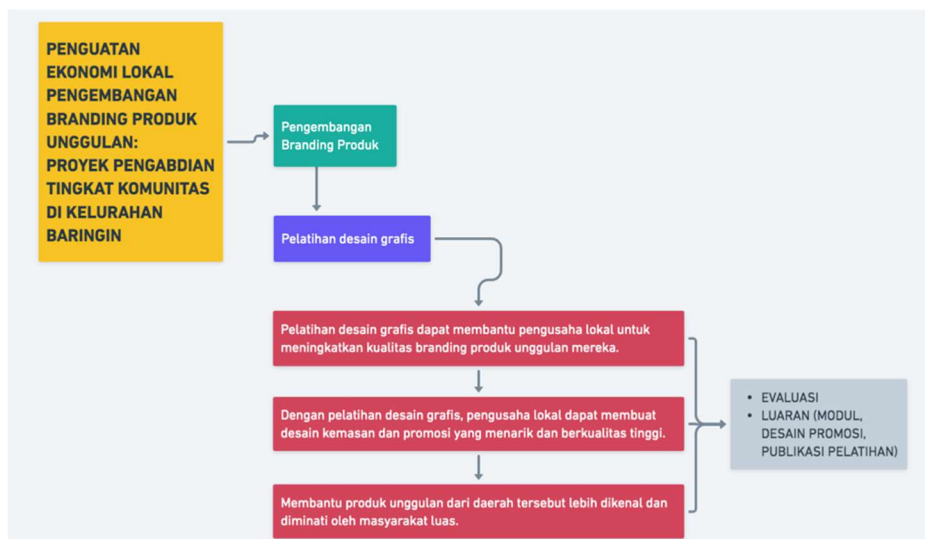 PENGUATAN
EKONOMI LOKAL
PENGEMBANGAN
BRANDING PRODUK
UNGGULAN:
PROYEK PENGABDIAN
TINGKAT KOMUNITAS
DI KELURAHAN
BARINGIN
Pengembangan
Branding Produk
Pelatihan desain grafis
Pelatihan desain grafis dapat membantu pengusaha lokal untuk
meningkatkan kualitas branding produk unggulan mereka.
Dengan pelatihan desain grafis, pengusaha lokal dapat membuat
desain kemasan dan promosi yang menarik dan berkualitas tinggi.
Membantu produk unggulan dari daerah tersebut lebih dikenal dan
diminati oleh masyarakat luas.
• EVALUASI
• LUARAN (MODUL,
DESAIN PROMOSI,
PUBLIKASI PELATIHAN)